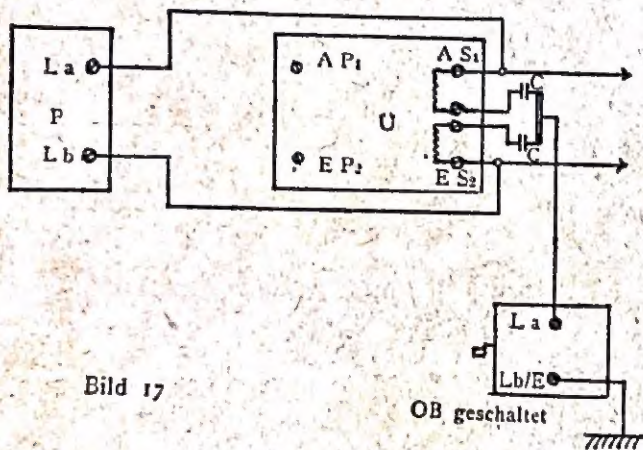 La
P
Lb
A P₁
E P₂
Ü
A S₁
E S₂
C
C
La
Lb/E
OB geschaltet
Bild 17